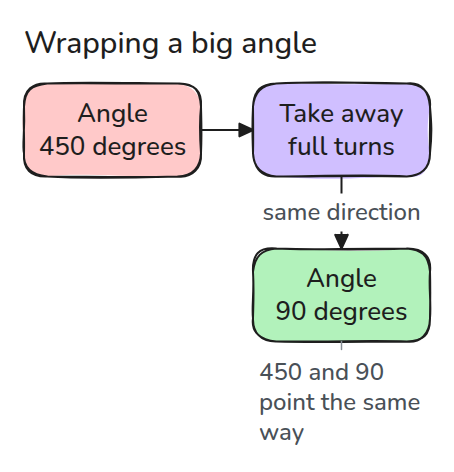 Wrapping a big angle
Angle
450 degrees
Take away
full turns
same direction
Angle
90 degrees
450 and 90
point the same
way